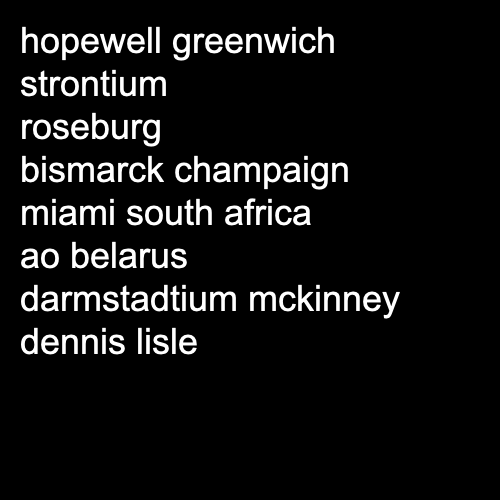 hopewell greenwich
strontium
roseburg
bismarck champaign
miami south africa
ao belarus
darmstadtium mckinney
dennis lisle